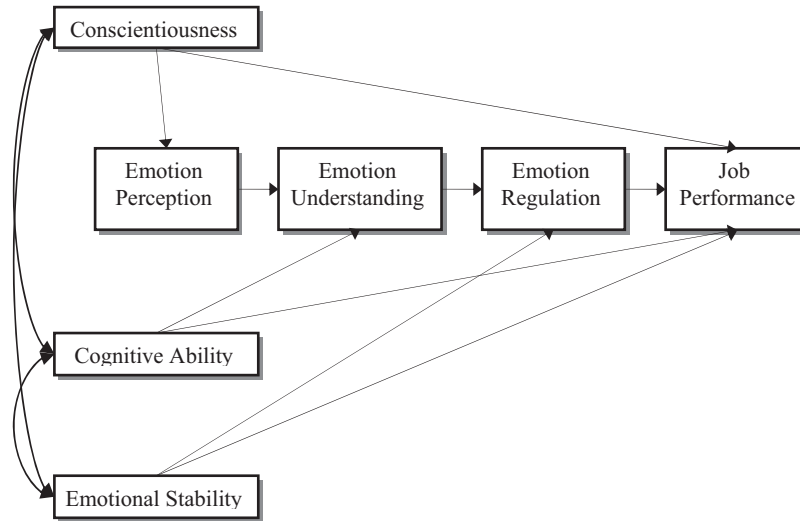 Conscientiousness
Emotion
Perception
Emotion
Understanding
Emotion
Regulation
Job
Performance
Cognitive Ability
Emotional Stability